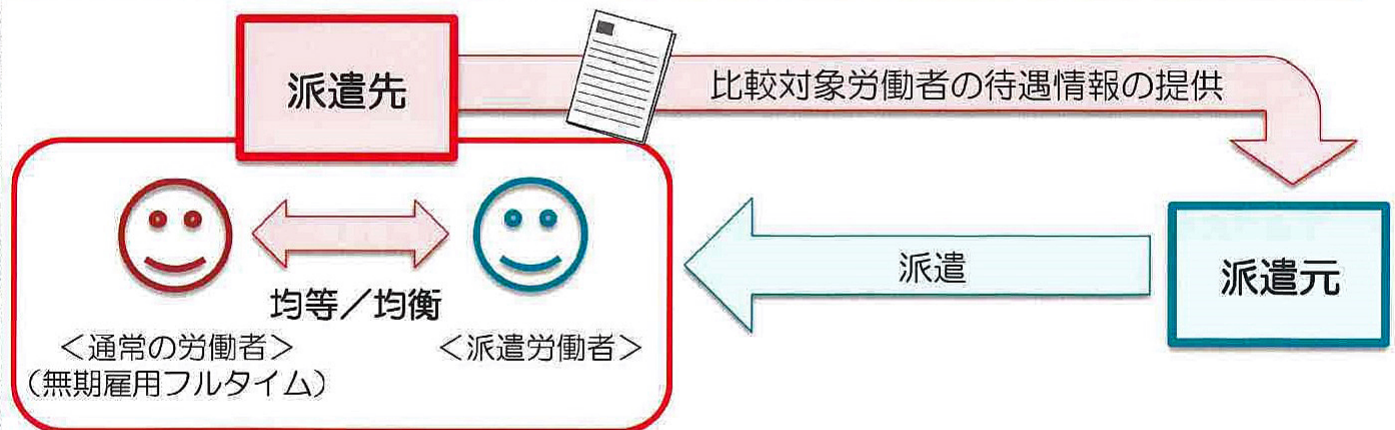 派遣先
比較対象労働者の待遇情報の提供
派遣
派遣元
均等／均衡
＜通常の労働者＞
（無期雇用フルタイム）
＜派遣労働者＞